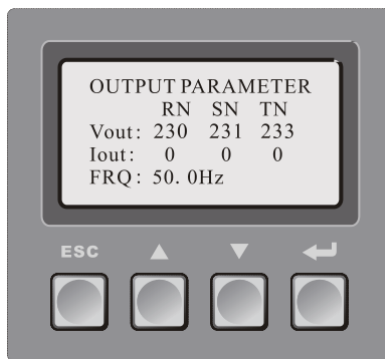 OUTPUT PARAMETER
RN SN TN
Vout: 230 231 233
Iout: 0 0 0
FRQ: 50.0Hz
ESC